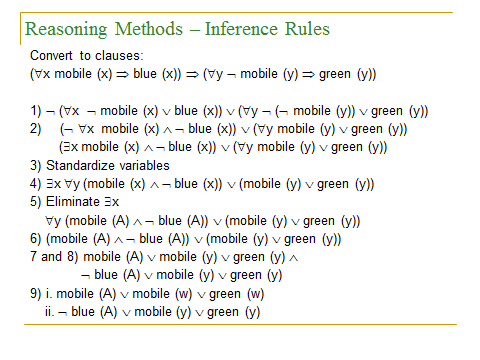 Reasoning Methods – Inference Rules
Convert to clauses:
(∀x mobile (x) ⇒ blue (x)) ⇒ (∀y ¬ mobile (y) ⇒ green (y))
1) ¬ (∀x ¬ mobile (x) ∨ blue (x)) ∨ (∀y ¬ (¬ mobile (y)) ∨ green (y))
2) (¬ ∀x mobile (x) ∧ ¬ blue (x)) ∨ (∀y mobile (y) ∨ green (y))
(∃x mobile (x) ∧ ¬ blue (x)) ∨ (∀y mobile (y) ∨ green (y))
3) Standardize variables
4) ∃x ∀y (mobile (x) ∧ ¬ blue (x)) ∨ (mobile (y) ∨ green (y))
5) Eliminate ∃x
∀y (mobile (A) ∧ ¬ blue (A)) ∨ (mobile (y) ∨ green (y))
6) (mobile (A) ∧ ¬ blue (A)) ∨ (mobile (y) ∨ green (y))
7 and 8) mobile (A) ∨ mobile (y) ∨ green (y) ∧
¬ blue (A) ∨ mobile (y) ∨ green (y)
9) i. mobile (A) ∨ mobile (w) ∨ green (w)
ii. ¬ blue (A) ∨ mobile (y) ∨ green (y)